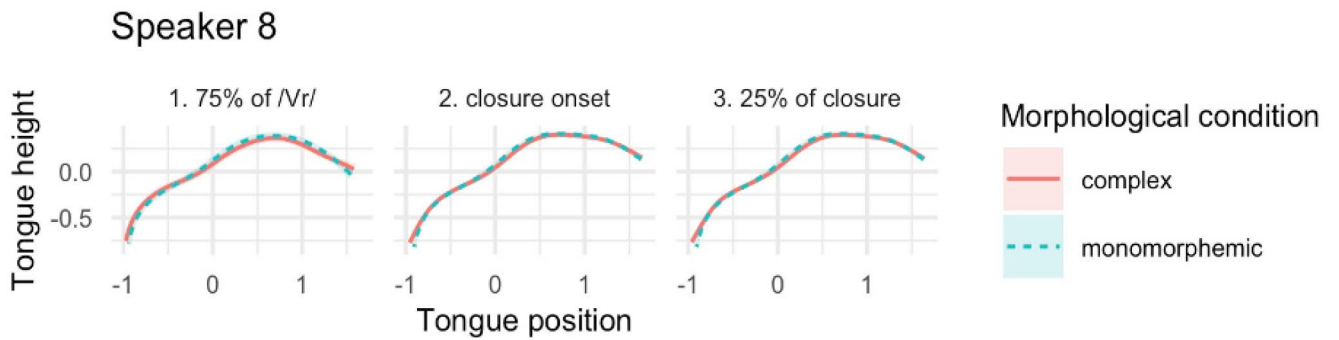 Speaker 8
1. 75% of /Vr/
2. closure onset
3. 25% of closure
Tongue height
0.0
-0.5
-1 0 1
-1 0 1
-1 0 1
Tongue position
Morphological condition
complex
monomorphemic